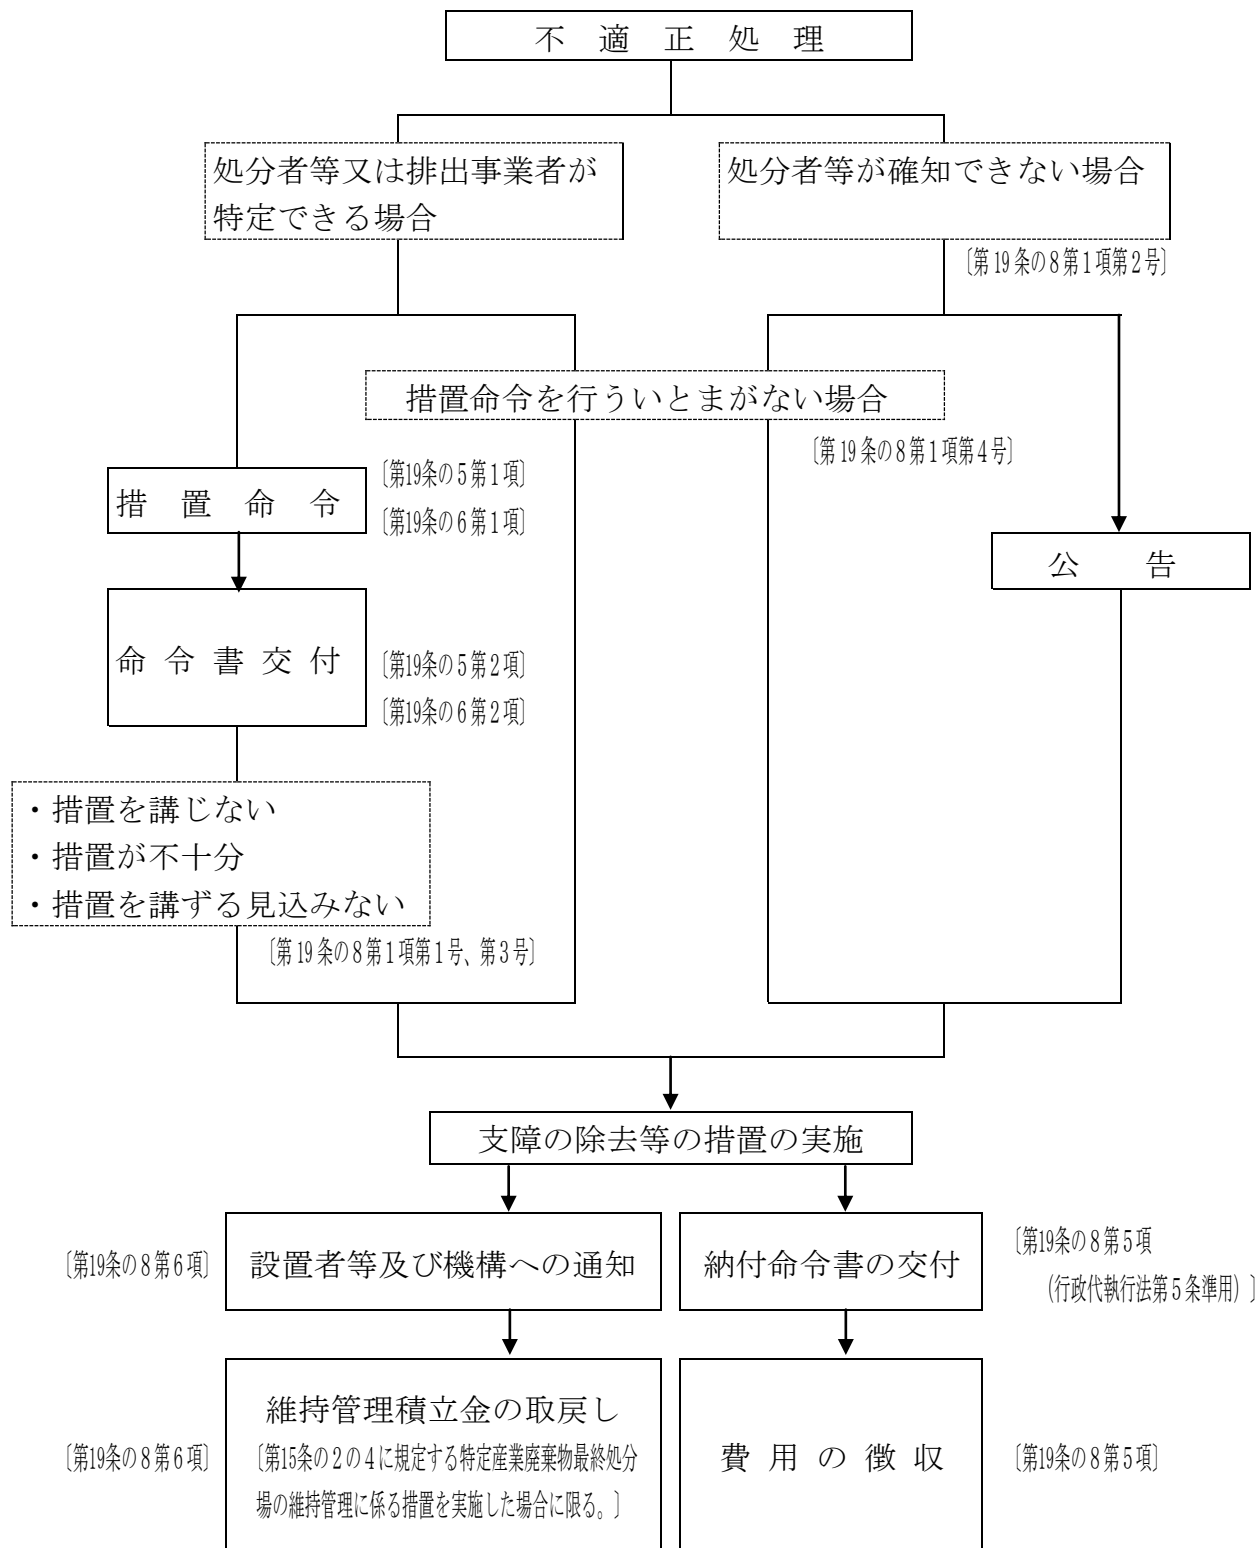 不適正処理
処分者等又は排出事業者が
特定できる場合
処分者等が確知できない場合
〔第19条の8第1項第2号〕
措置命令を行ういとまがない場合
〔第19条の8第1項第4号〕
措置命令
〔第19条の5第1項〕
〔第19条の6第1項〕
公告
命令書交付
〔第19条の5第2項〕
〔第19条の6第2項〕
・措置を講じない
・措置が不十分
・措置を講ずる見込みない
〔第19条の8第1項第1号、第3号〕
支障の除去等の措置の実施
〔第19条の8第6項〕
設置者等及び機構への通知
納付命令書の交付
〔第19条の8第5項
(行政代執行法第5条準用)〕
維持管理積立金の取戻し
〔第19条の8第6項〕
〔第15条の2の4に規定する特定産業廃棄物最終処分
場の維持管理に係る措置を実施した場合に限る。〕
費用の徴収
〔第19条の8第5項〕